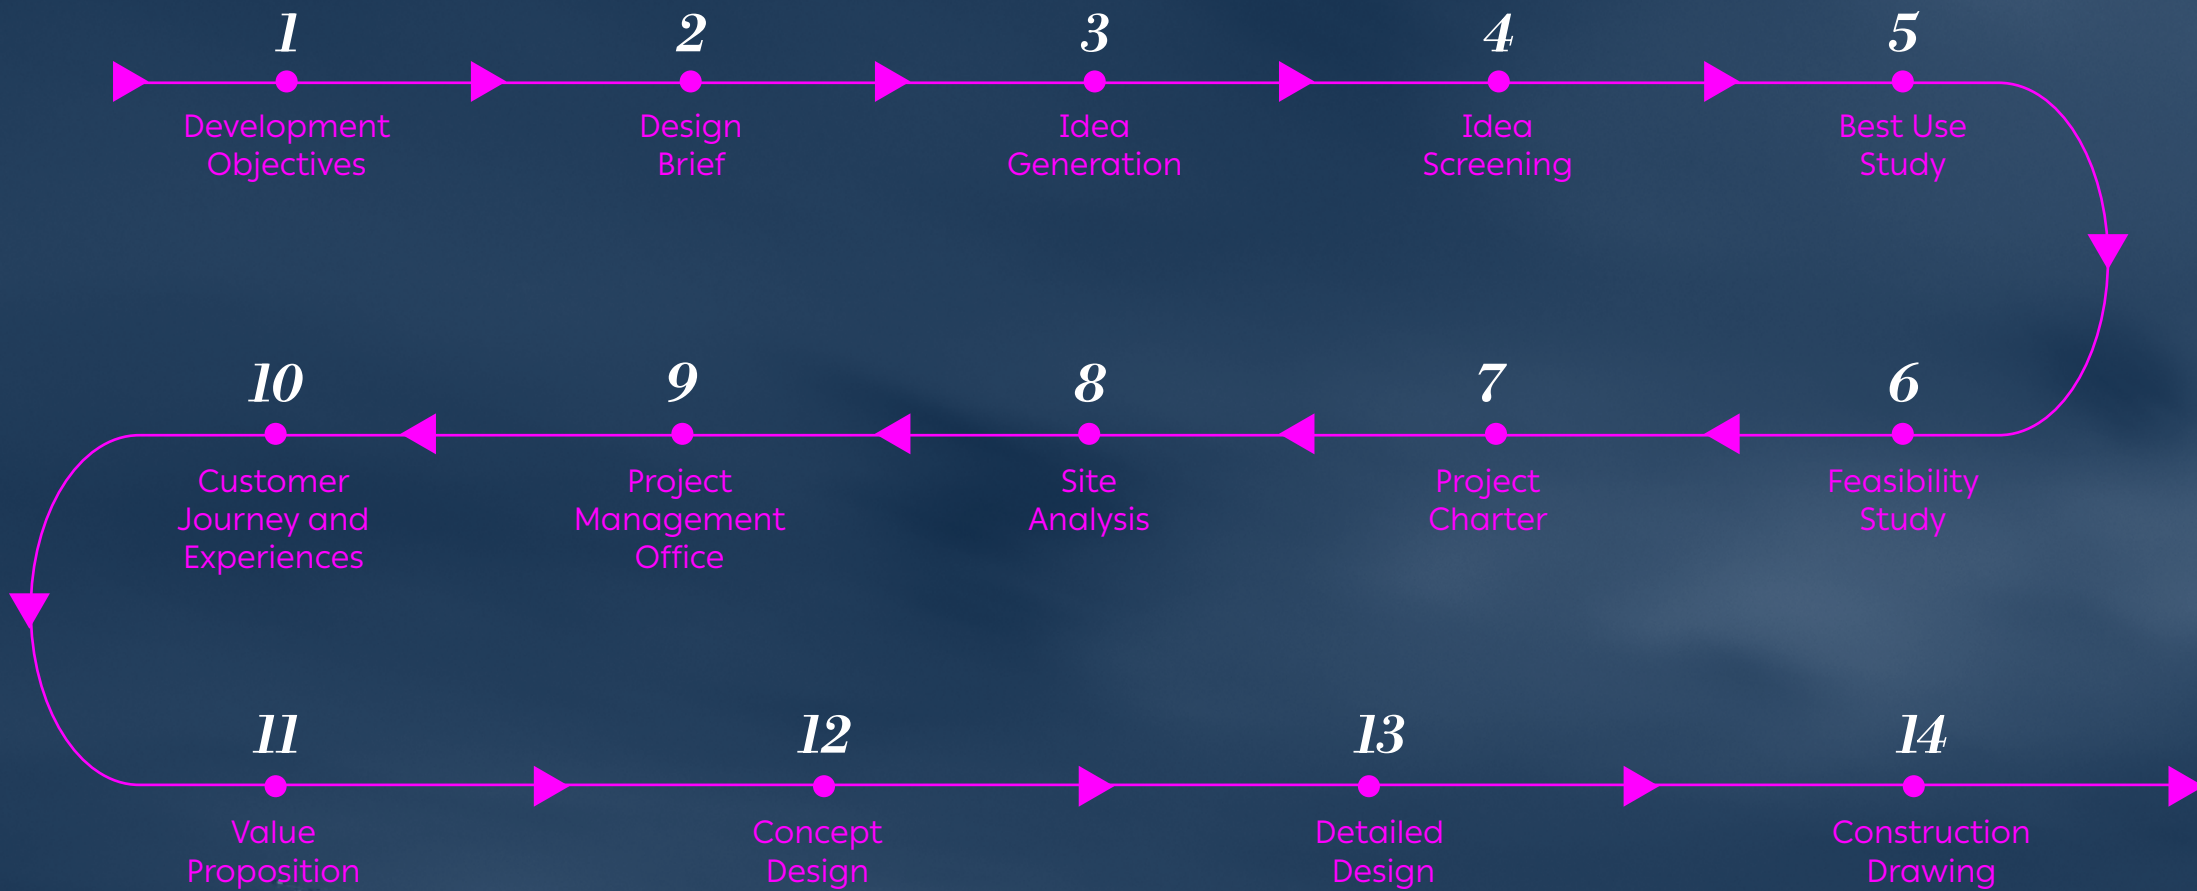 1
Development
Objectives
2
Design
Brief
3
Idea
Generation
4
Idea
Screening
5
Best Use
Study
6
Feasibility
Study
7
Project
Charter
8
Site
Analysis
9
Project
Management
Office
10
Customer
Journey and
Experiences
11
Value
Proposition
12
Concept
Design
13
Detailed
Design
14
Construction
Drawing